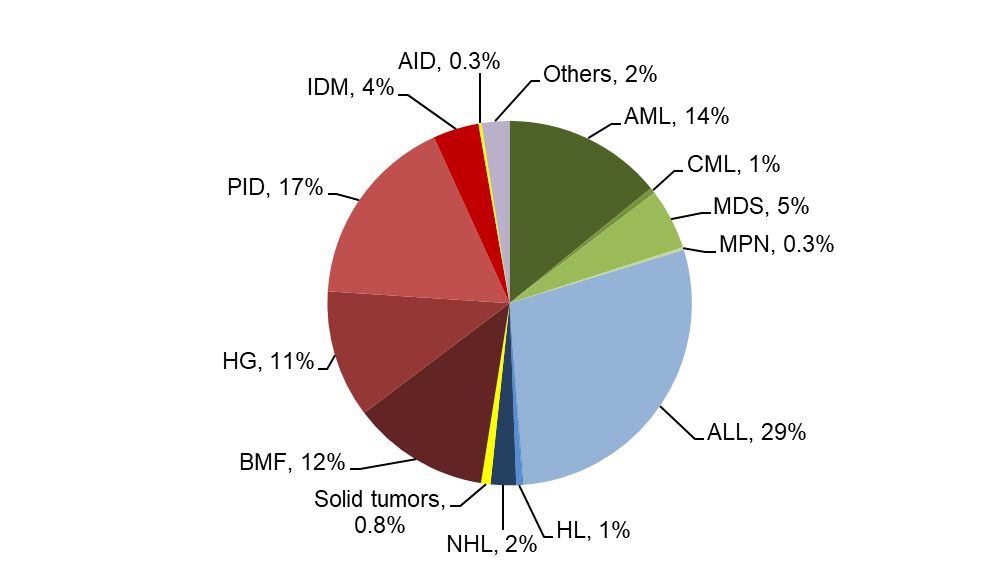 AID, 0.3%
Others, 2%
IDM, 4%
AML, 14%
CML, 1%
PID, 17%
MDS, 5%
MPN, 0.3%
HG, 11%
ALL, 29%
BMF, 12%
Solid tumors,
0.8%
HL, 1%
NHL, 2%